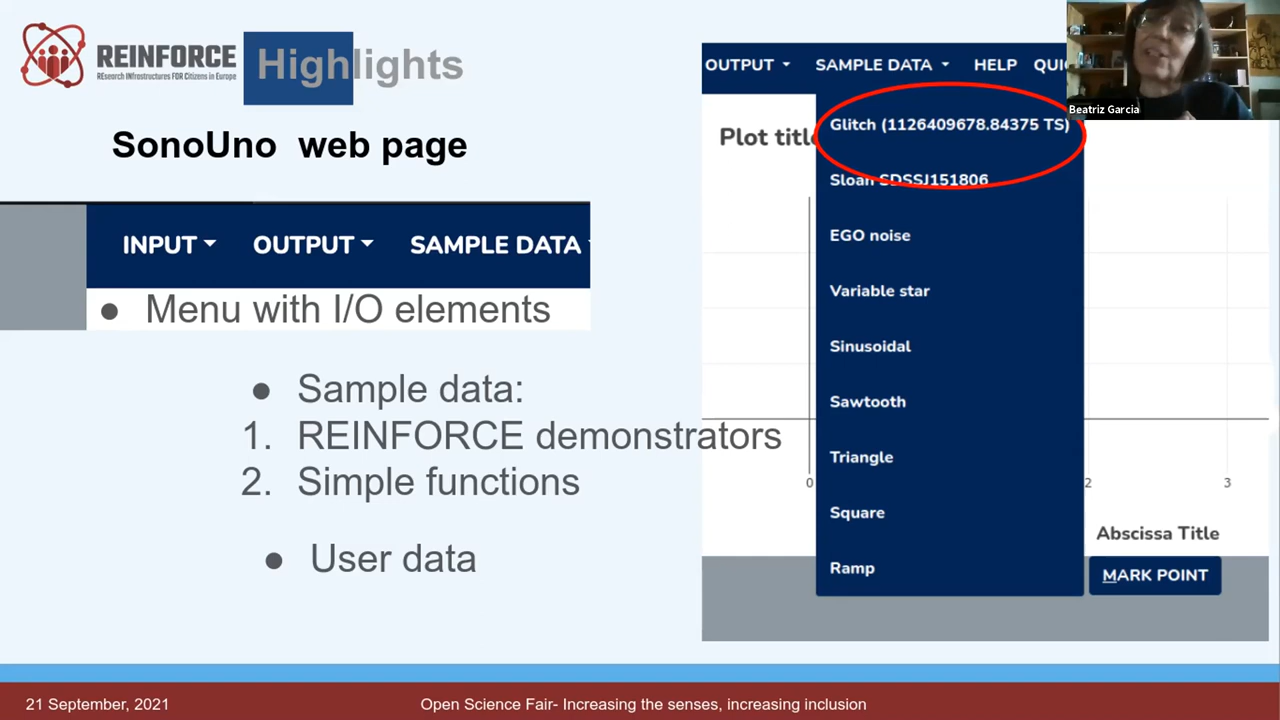 REINFORCE
REsearch INfrastructures FOR Citizens in Europe
Highlights
SonoUno web page
INPUT OUTPUT SAMPLE DATA
● Menu with I/O elements
● Sample data:
1. REINFORCE demonstrators
2. Simple functions
● User data
OUTPUT SAMPLE DATA HELP QUI
Beatriz Garcia
Plot title
Glitch (1126409678.84375 TS)
Sloan SDSSJ151806
EGO noise
Variable star
Sinusoidal
Sawtooth
Triangle
Square
Ramp
0 2 3
Abscissa Title
MARK POINT
21 September, 2021
Open Science Fair- Increasing the senses, increasing inclusion